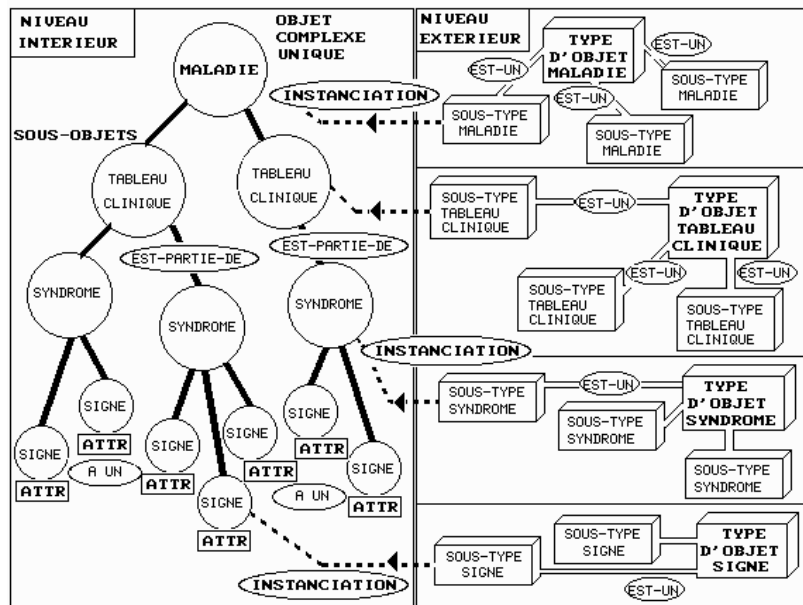 NIVEAU
INTERIEUR
OBJET
COMPLEXE
UNIQUE
MALADIE
INSTANCIATION
SOUS-OBJETS
TABLEAU
CLINIQUE
TABLEAU
CLINIQUE
EST-PARTIE-DE
EST-PARTIE-DE
SYNDROME
SYNDROME
SYNDROME
INSTANCIATION
SIGNE
SIGNE
SIGNE
SIGNE
SIGNE
SIGNE
SIGNE
ATTR
ATTR
ATTR
ATTR
ATTR
ATTR
ATTR
A UN
A UN
INSTANCIATION
NIVEAU
EXTERIEUR
TYPE
D'OBJET
MALADIE
EST-UN
EST-UN
EST-UN
SOUS-TYPE
MALADIE
SOUS-TYPE
MALADIE
SOUS-TYPE
MALADIE
SOUS-TYPE
TABLEAU
CLINIQUE
EST-UN
TYPE
D'OBJET
TABLEAU
CLINIQUE
EST-UN
EST-UN
SOUS-TYPE
TABLEAU
CLINIQUE
SOUS-TYPE
TABLEAU
CLINIQUE
SOUS-TYPE
SYNDROME
EST-UN
TYPE
D'OBJET
SYNDROME
SOUS-TYPE
SYNDROME
SOUS-TYPE
SYNDROME
SOUS-TYPE
SIGNE
SOUS-TYPE
SIGNE
TYPE
D'OBJET
SIGNE
EST-UN